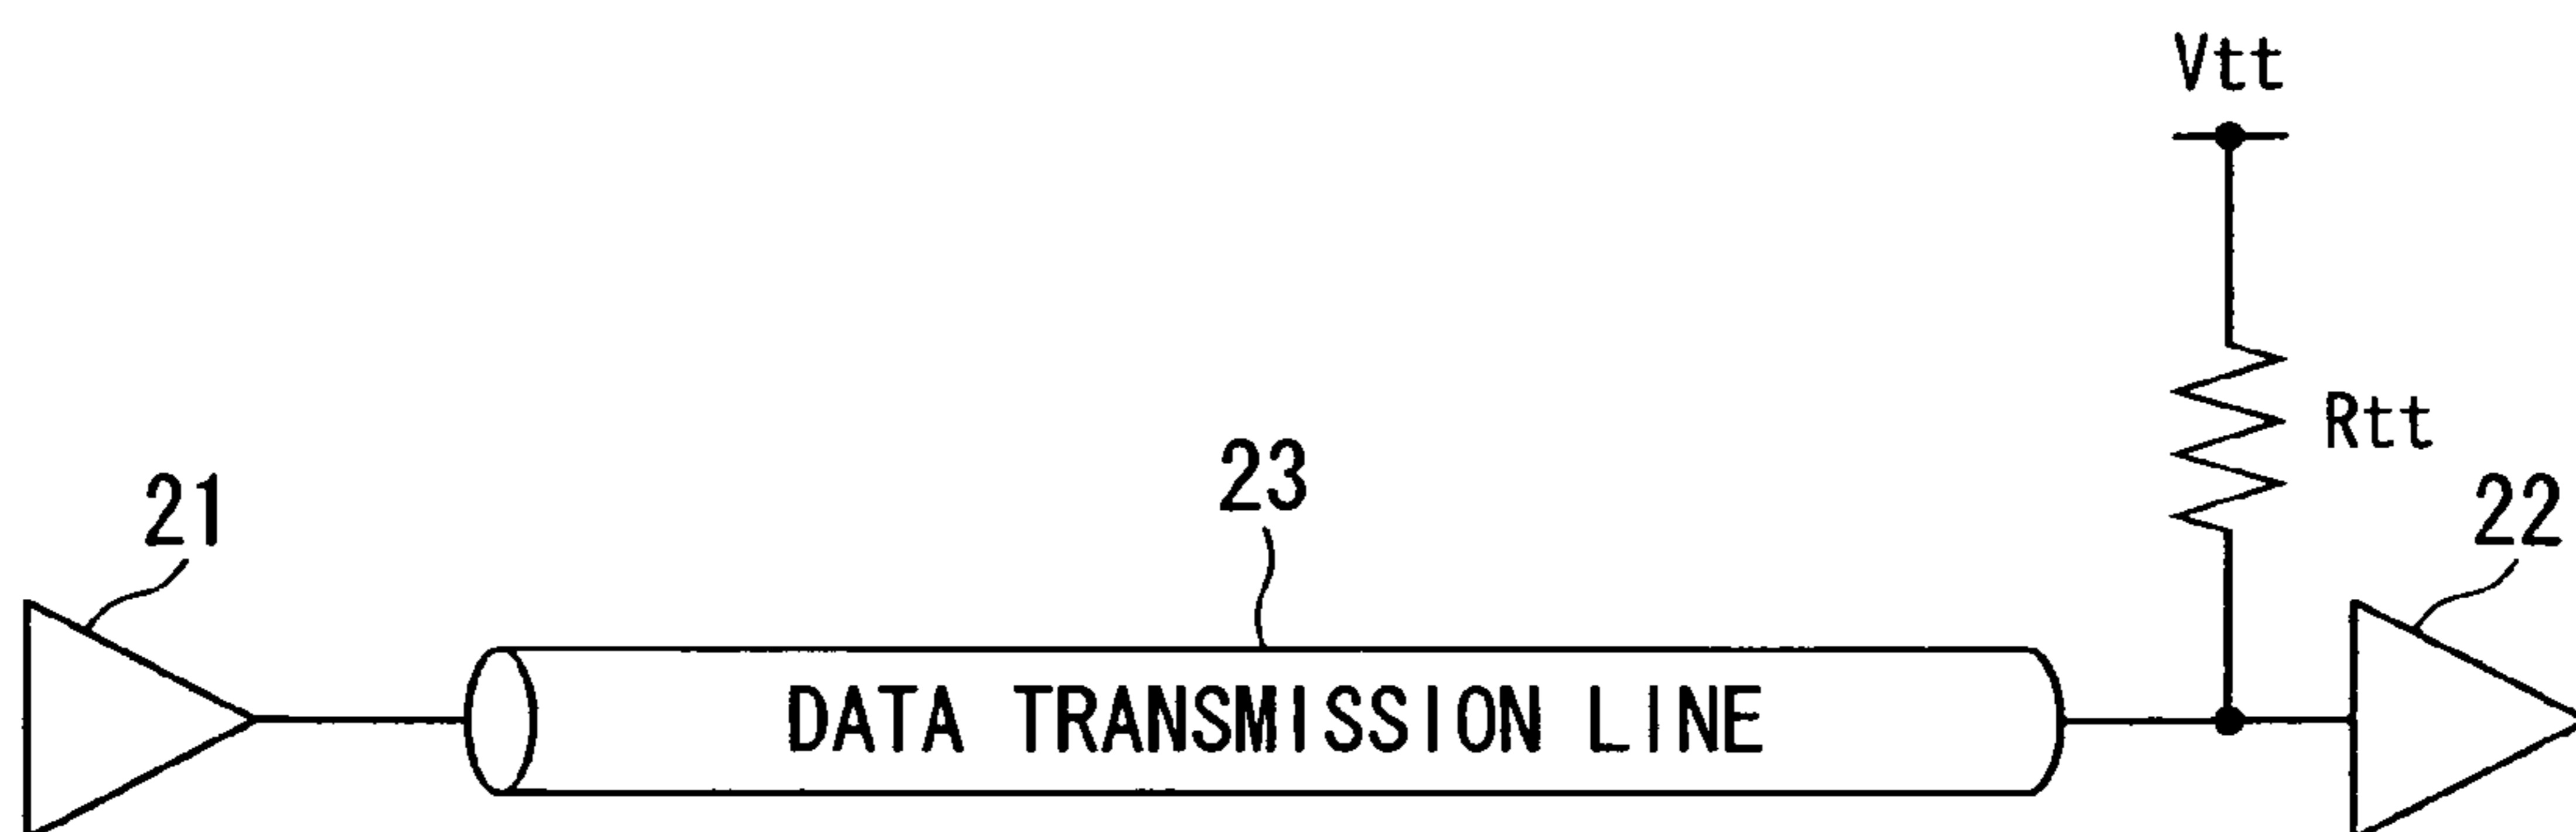 Vtt
Rtt
21
23
22
DATA TRANSMISSION LINE